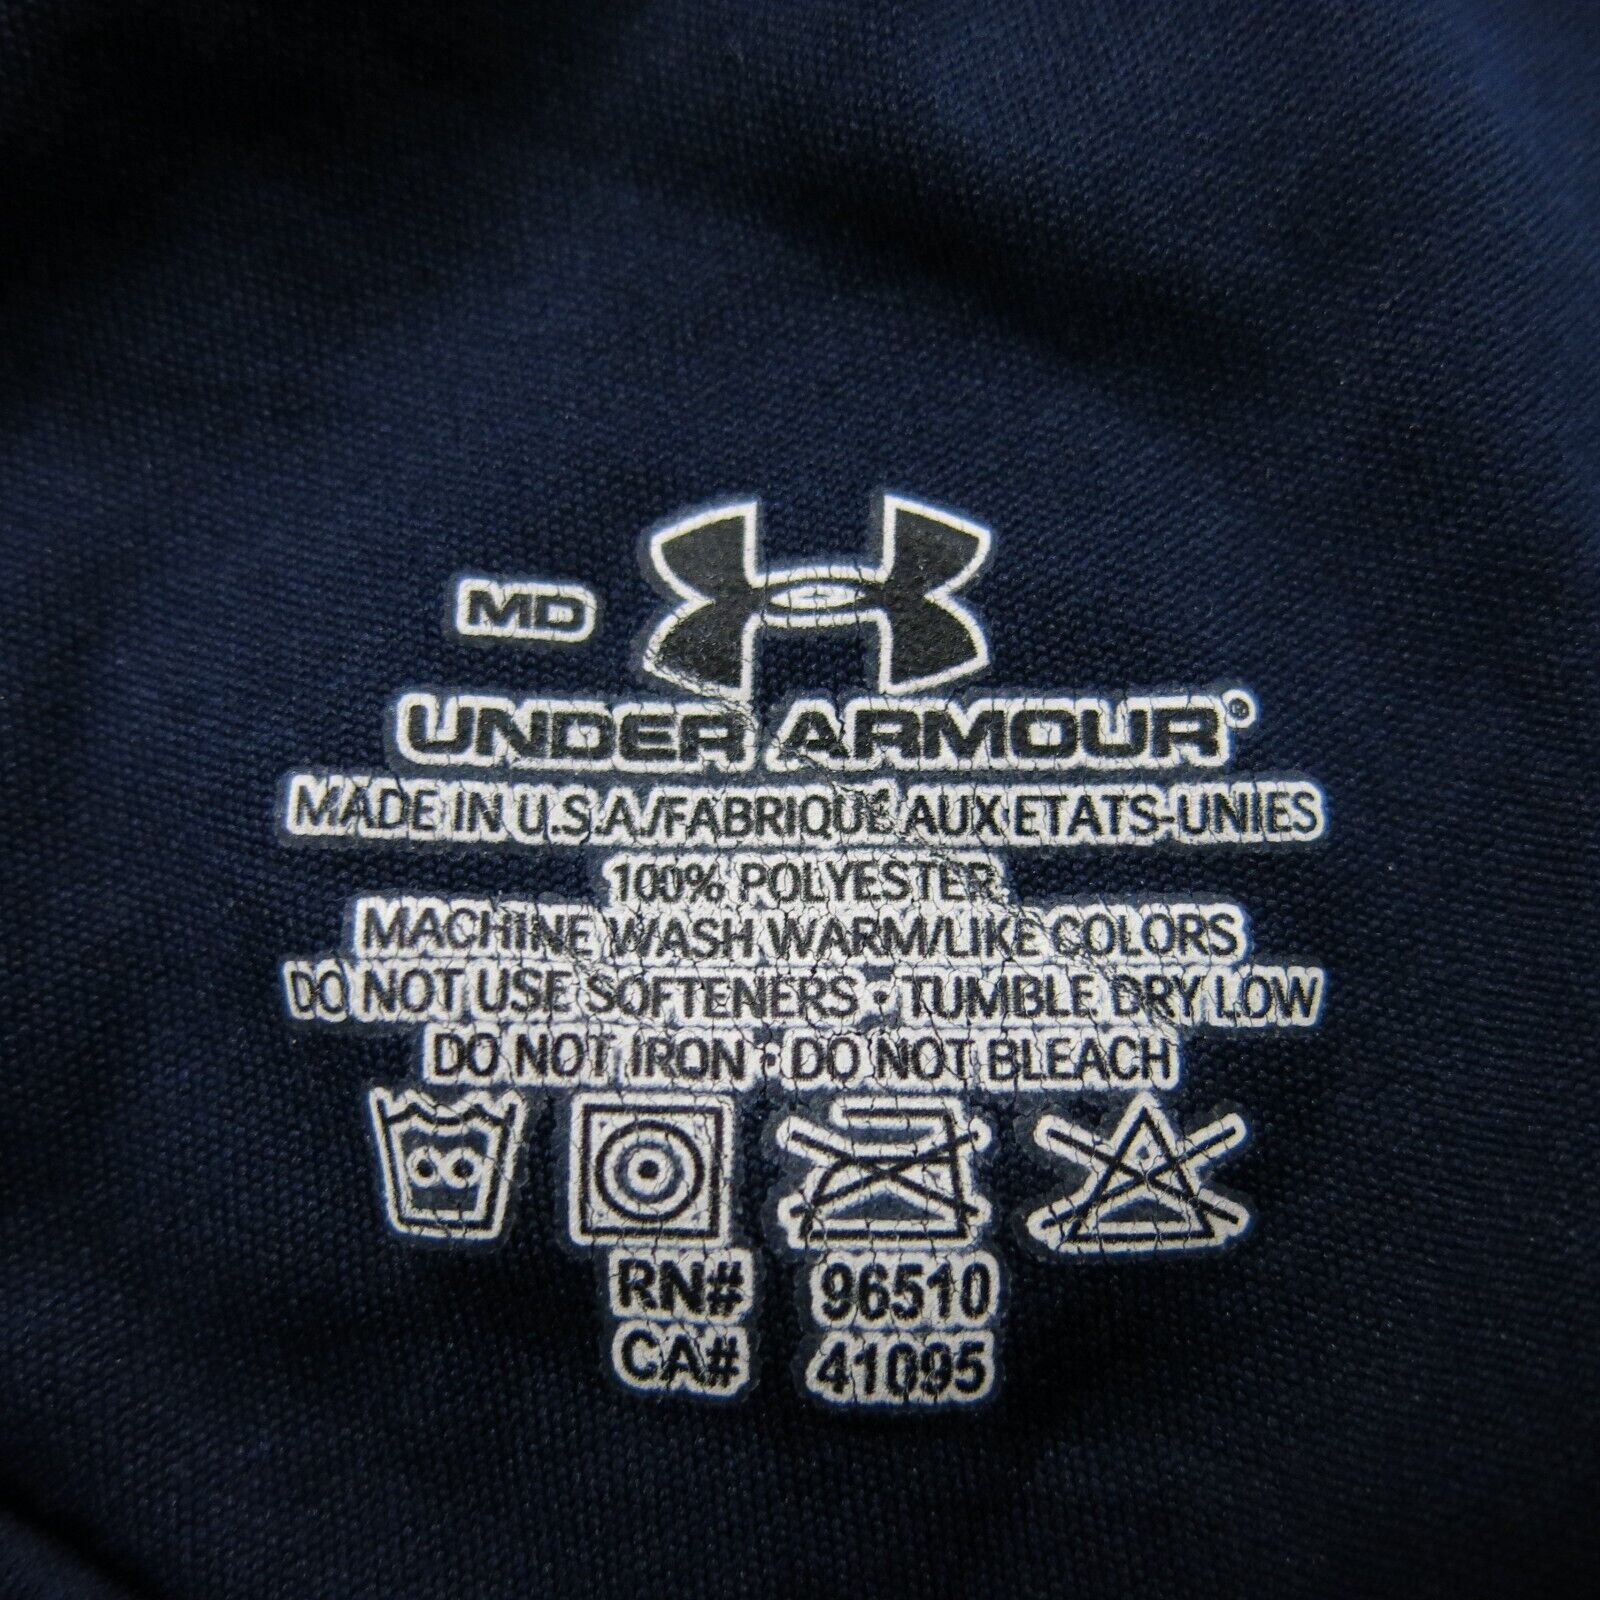 MD
UNDER ARMOUR®
MADE IN U.S.A./FABRIQUÉ AUX ETATS-UNIES
100% POLYESTER
MACHINE WASH WARM/LIKE COLORS
DO NOT USE SOFTENERS • TUMBLE DRY LOW
DO NOT IRON • DO NOT BLEACH
RN# 96510
CA# 41095